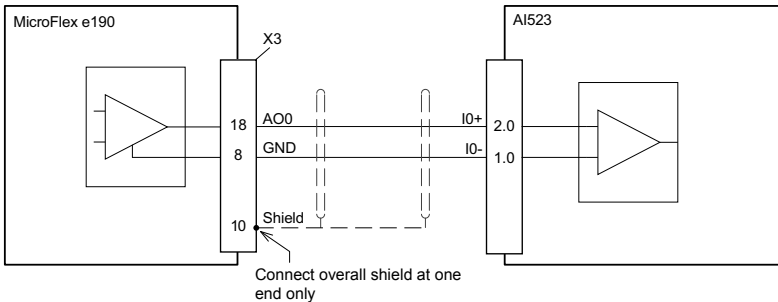 MicroFlex e190
AI523
X3
18 AO0 I0+ 2.0
8 GND I0- 1.0
10 Shield
Connect overall shield at one
end only